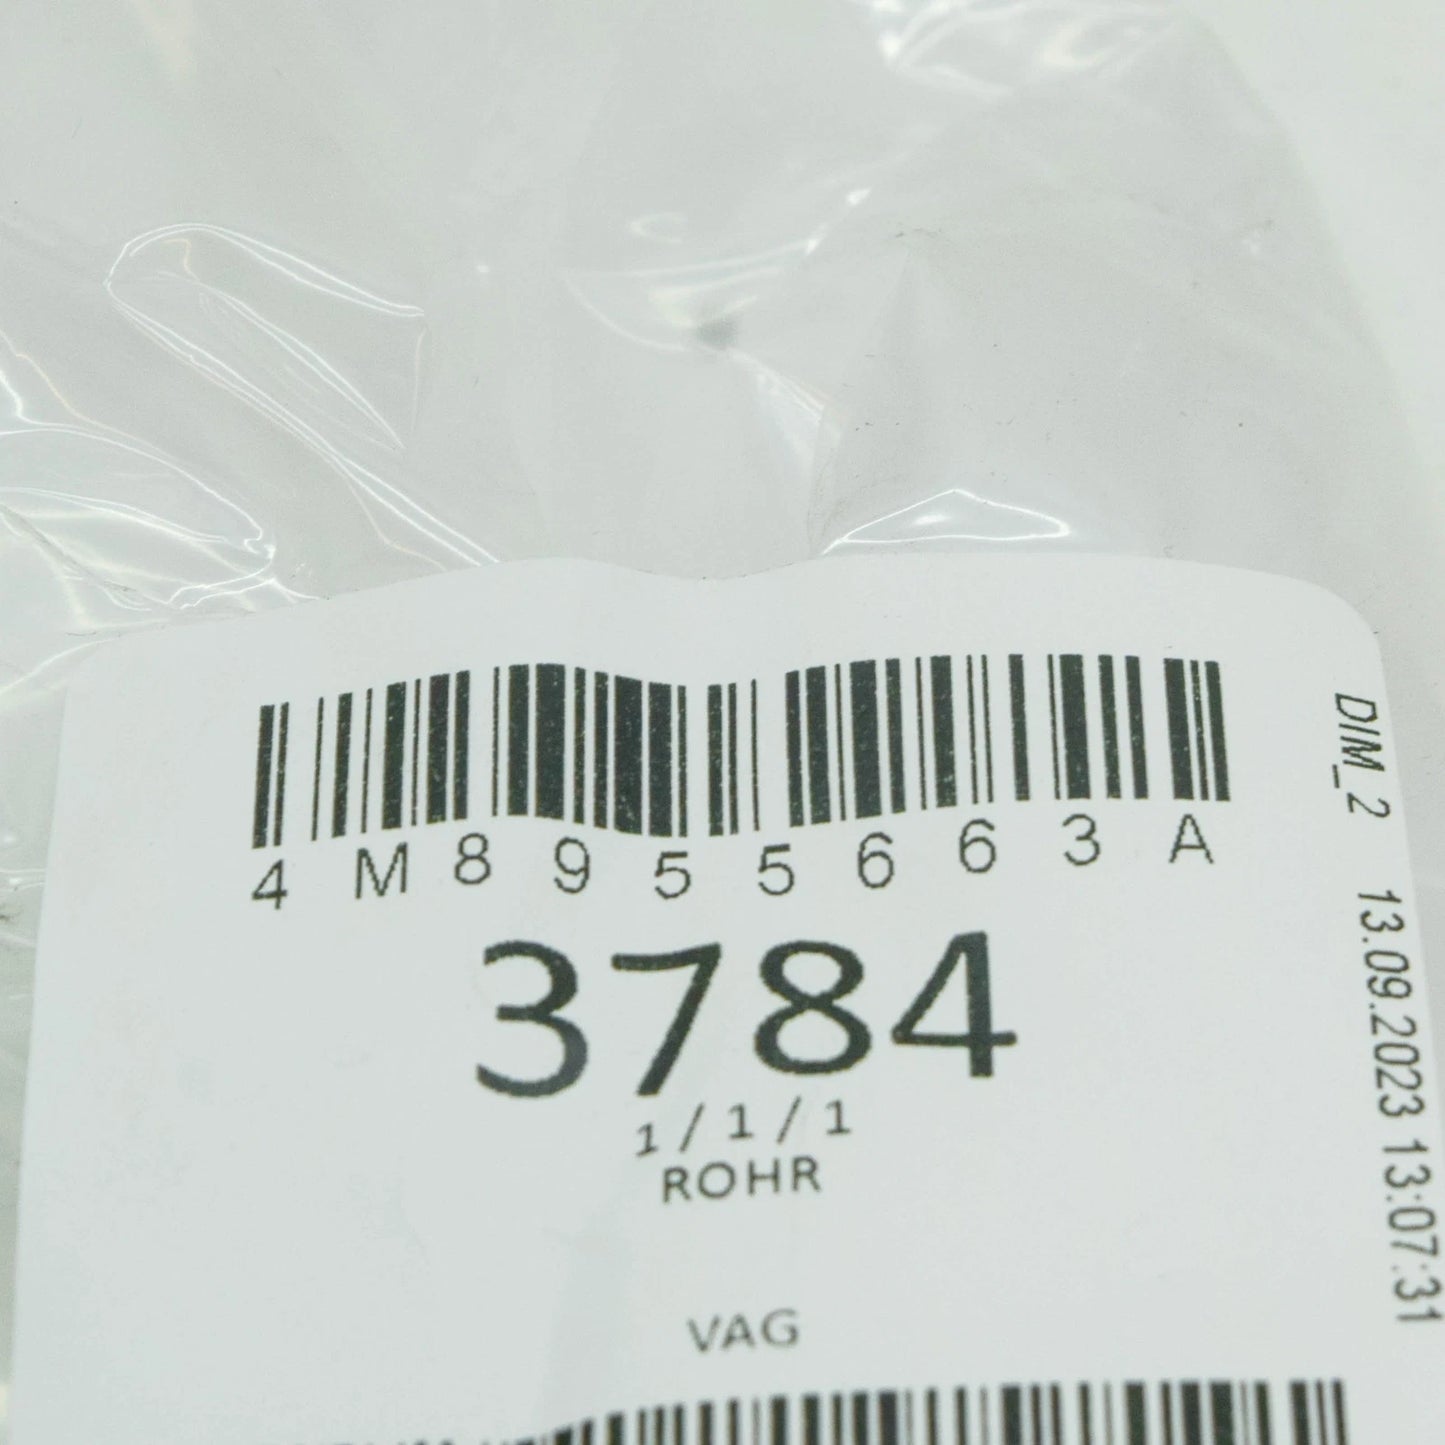 4M8955663A
3784
1/1/1
ROHR
VAG
DIM_2 13.09.2023 13:07:31